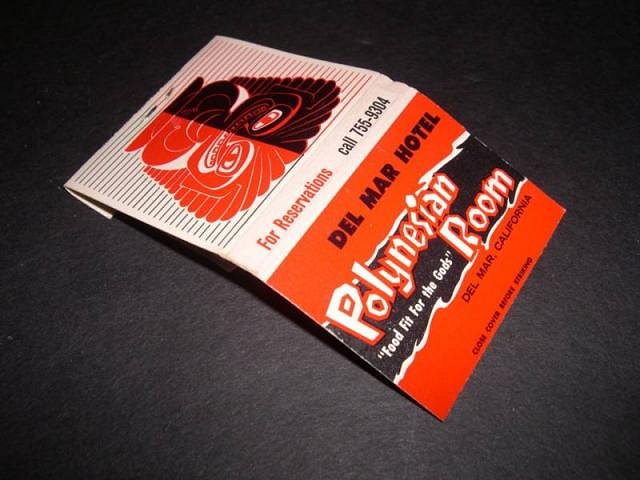 For Reservations call 755-9304
DEL MAR HOTEL
Polynesian
Room
"Food Fit For the Gods"
DEL MAR, CALIFORNIA
CLOSE COVER BEFORE STRIKING